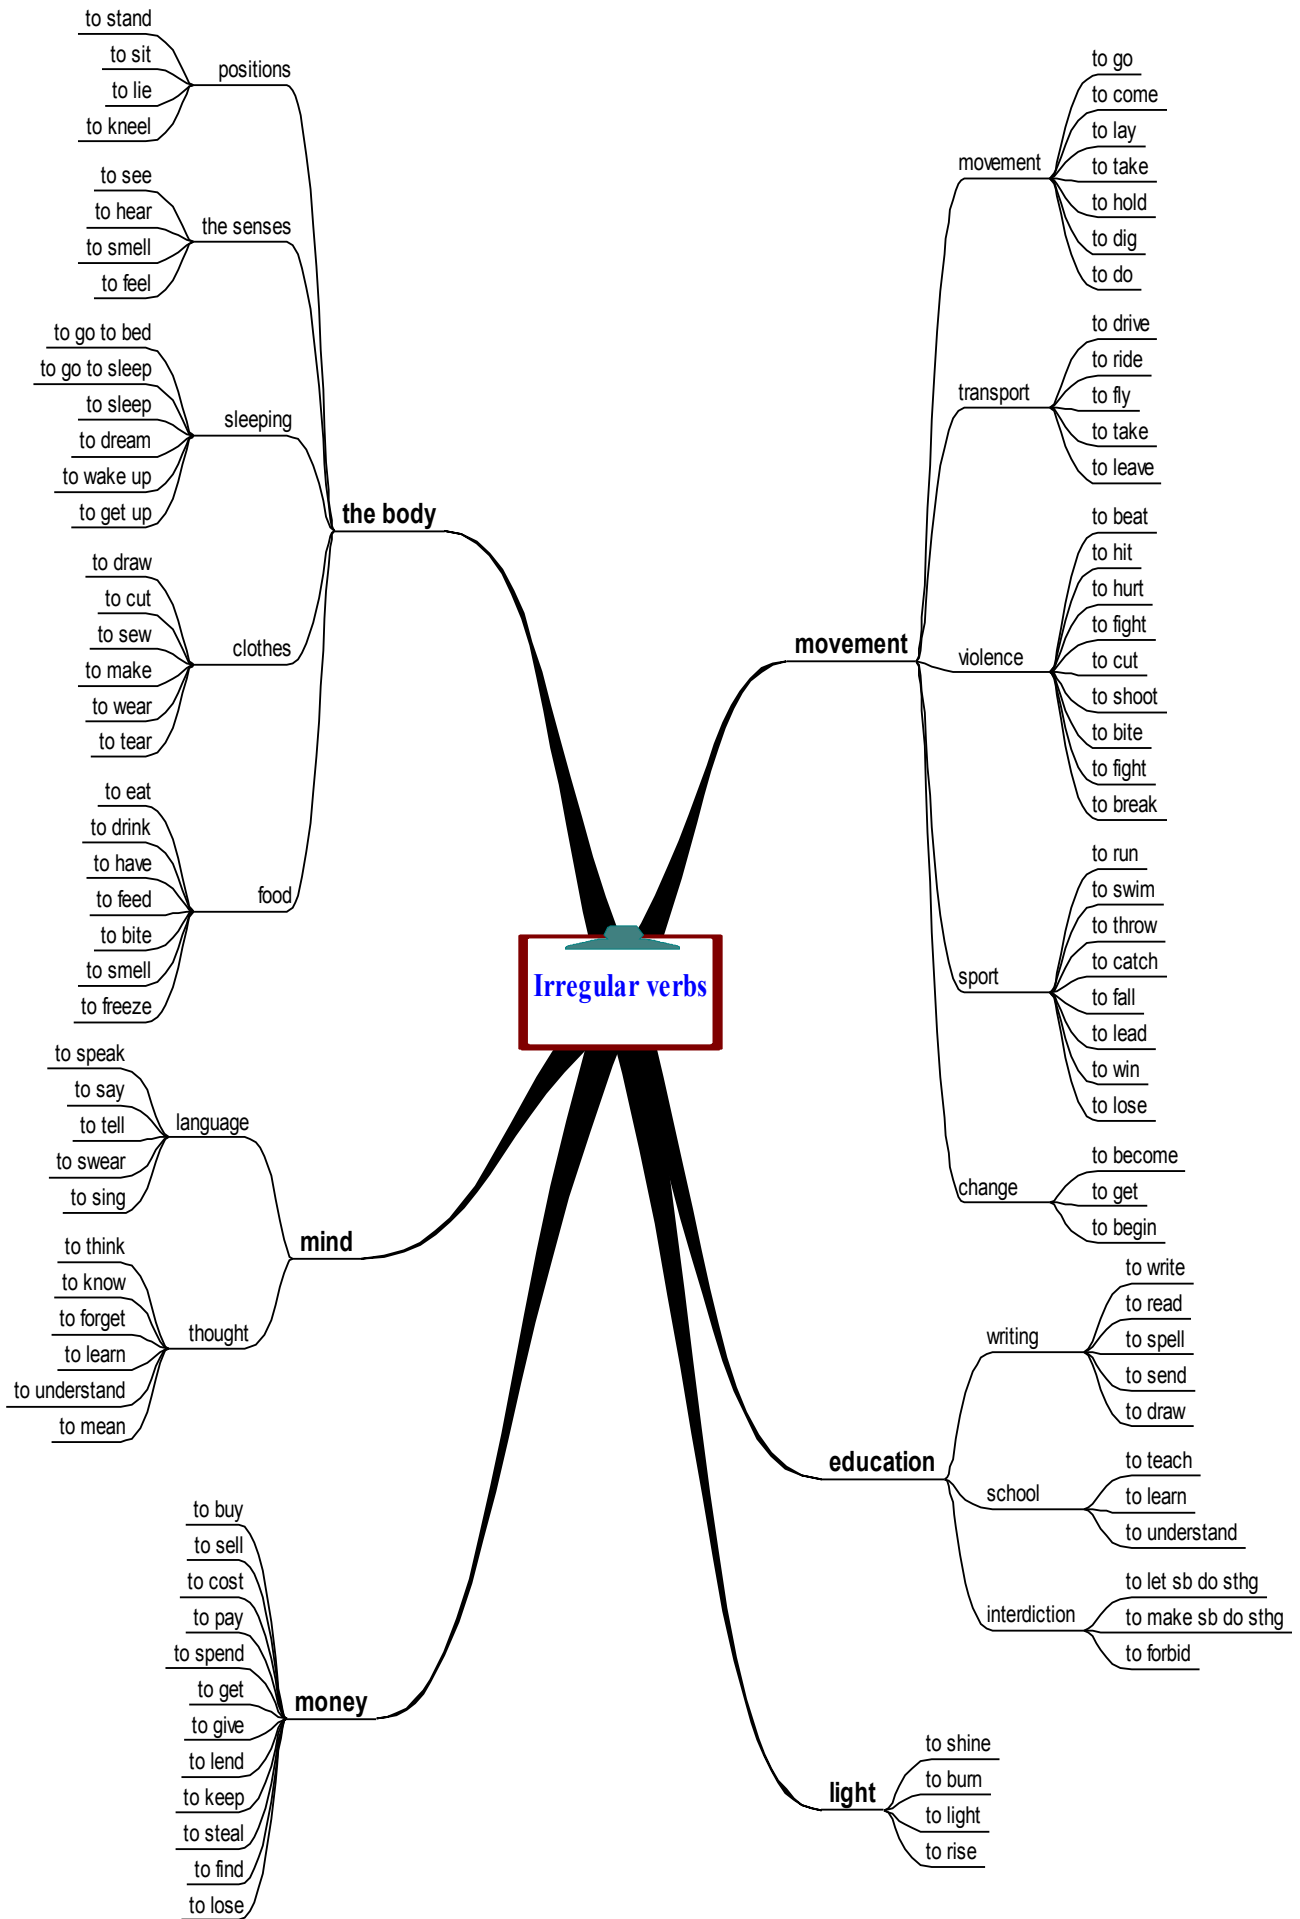 Irregular verbs
the body
positions
to stand
to sit
to lie
to kneel
the senses
to see
to hear
to smell
to feel
sleeping
to go to bed
to go to sleep
to sleep
to dream
to wake up
to get up
clothes
to draw
to cut
to sew
to make
to wear
to tear
food
to eat
to drink
to have
to feed
to bite
to smell
to freeze
mind
language
to speak
to say
to tell
to swear
to sing
thought
to think
to know
to forget
to learn
to understand
to mean
money
to buy
to sell
to cost
to pay
to spend
to get
to give
to lend
to keep
to steal
to find
to lose
movement
movement
to go
to come
to lay
to take
to hold
to dig
to do
transport
to drive
to ride
to fly
to take
to leave
violence
to beat
to hit
to hurt
to fight
to cut
to shoot
to bite
to fight
to break
sport
to run
to swim
to throw
to catch
to fall
to lead
to win
to lose
change
to become
to get
to begin
education
writing
to write
to read
to spell
to send
to draw
school
to teach
to learn
to understand
interdiction
to let sb do sthg
to make sb do sthg
to forbid
light
to shine
to burn
to light
to rise